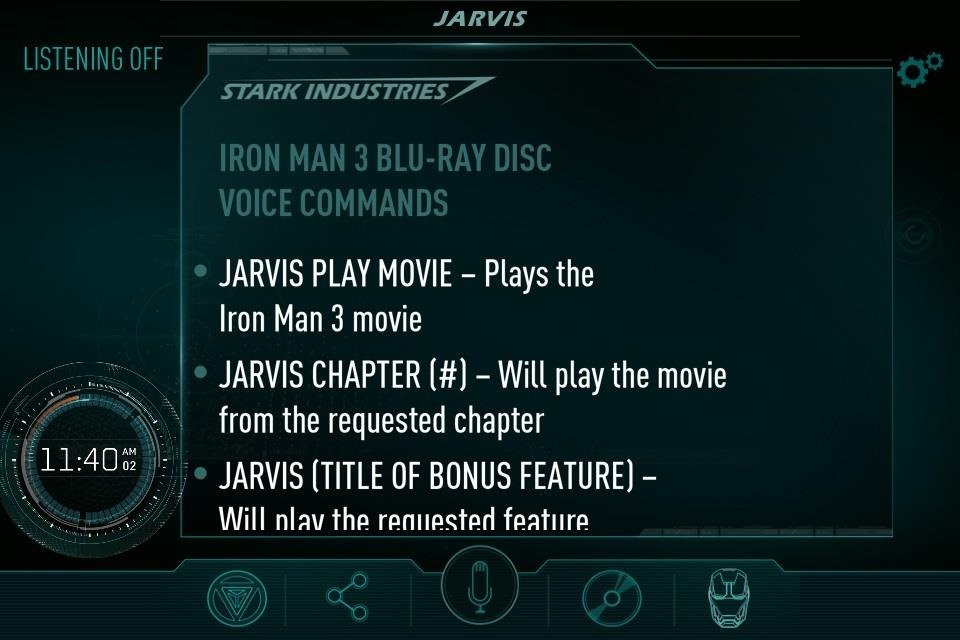 JARVIS
LISTENING OFF
STARK INDUSTRIES
IRON MAN 3 BLU-RAY DISC
VOICE COMMANDS
• JARVIS PLAY MOVIE – Plays the
Iron Man 3 movie
• JARVIS CHAPTER (#) – Will play the movie
from the requested chapter
• JARVIS (TITLE OF BONUS FEATURE) –
Will play the requested feature
11:40 AM
02